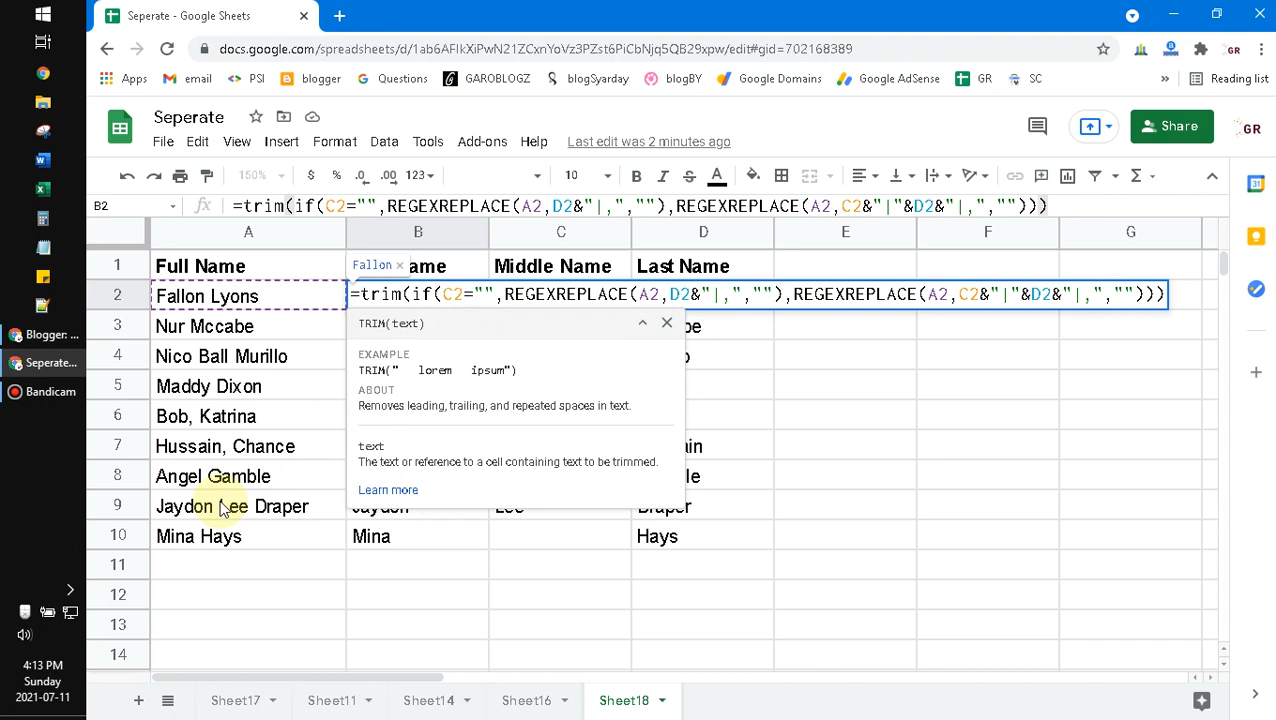 Seperate - Google Sheets
docs.google.com/spreadsheets/d/1ab6AFIkXiPwN21ZCxnYoVz3PZst6PiCbNjq5QB29xpw/edit#gid=702168389
Apps email PSI blogger Questions GAROBLOGZ blogSyarday blogBY Google Domains Google AdSense GR SC » Reading list
Seperate
GR
File Edit View Insert Format Data Tools Add-ons Help Last edit was 2 minutes ago
Share
150% $ % .0 .00 123 10 B I S A
B2 fx =trim(if(C2="",REGEXREPLACE(A2,D2&"|,",""),REGEXREPLACE(A2,C2&"|"&D2&"|,","")))
A B C D E F G
1 Full Name Fallon × ame Middle Name Last Name
2 Fallon Lyons =trim(if(C2="",REGEXREPLACE(A2,D2&"|,",""),REGEXREPLACE(A2,C2&"|"&D2&"|,","")))
3 Nur Mccabe
4 Nico Ball Murillo
5 Maddy Dixon
6 Bob, Katrina
7 Hussain, Chance
8 Angel Gamble
9 Jaydon Lee Draper Jaydon Lee Draper
10 Mina Hays Mina Hays
11
12
13
14
TRIM(text)
EXAMPLE
TRIM(" lorem ipsum")
ABOUT
Removes leading, trailing, and repeated spaces in text.
text
The text or reference to a cell containing text to be trimmed.
Learn more
Sheet17 Sheet11 Sheet14 Sheet16 Sheet18
Blogger: ...
Seperate...
Bandicam
4:13 PM
Sunday
2021-07-11